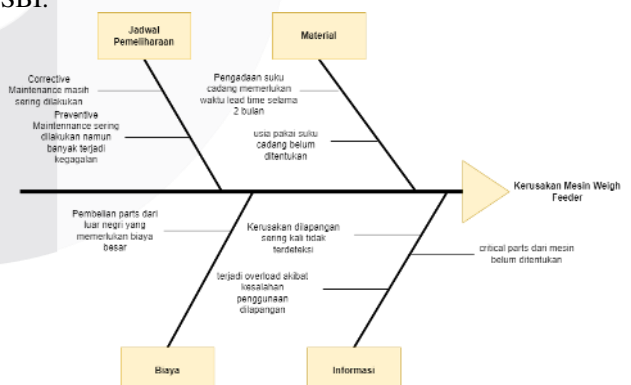 SBI.
Jadwal
Pemeliharaan
Material
Corrective
Maintenance masih
sering dilakukan
Preventive
Maintennance sering
dilakukan namun
banyak terjadi
kegagalan
Pengadaan suku
cadang memerlukan
waktu lead time selama
2 bulan
usia pakai suku
cadang belum
ditentukan
Kerusakan Mesin Weigh
Feeder
Pembelian parts dari
luar negri yang
memerlukan biaya
besar
Kerusakan dilapangan
sering kali tidak
terdeteksi
terjadi overload akibat
kesalahan
penggunaan
dilapangan
critical parts dan mesin
belum ditentukan
Biaya
Informasi